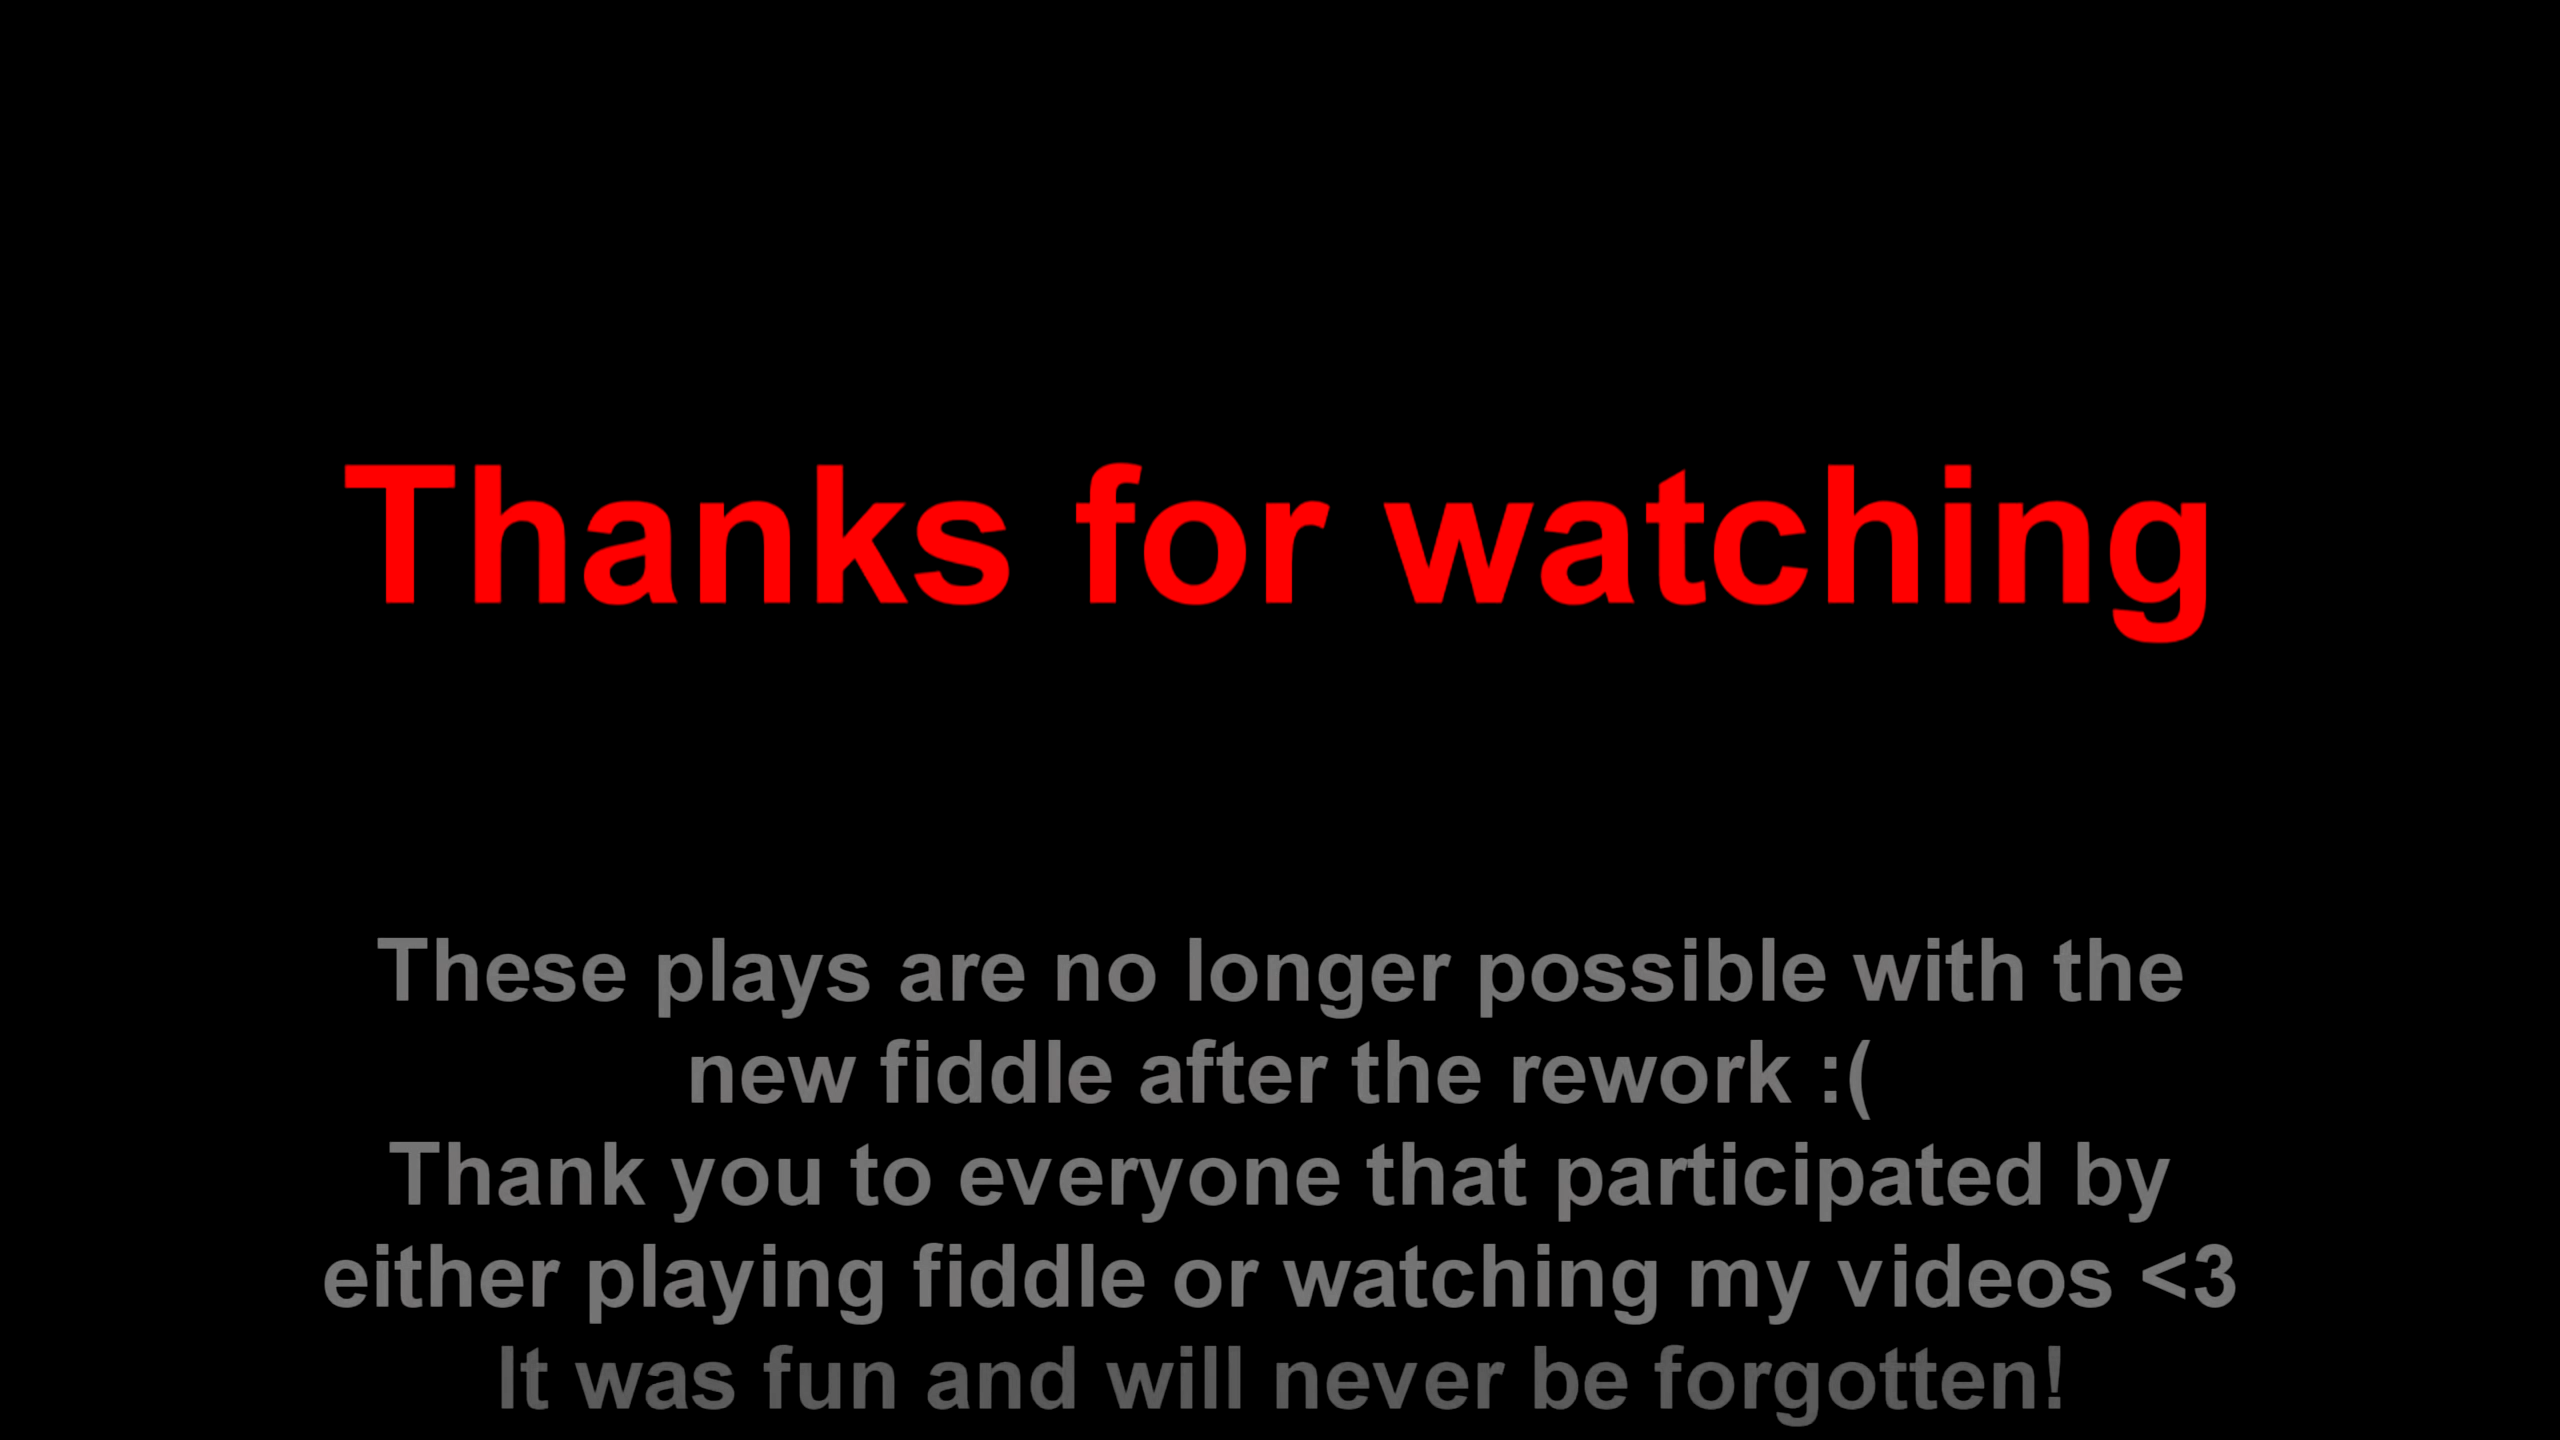 Thanks for watching
These plays are no longer possible with the
new fiddle after the rework :(
Thank you to everyone that participated by
either playing fiddle or watching my videos <3
It was fun and will never be forgotten!